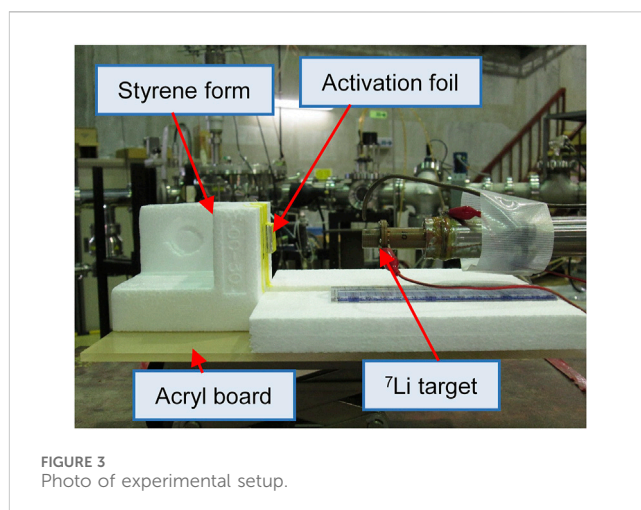 Styrene form
Activation foil
Acryl board
⁷Li target
FIGURE 3
Photo of experimental setup.